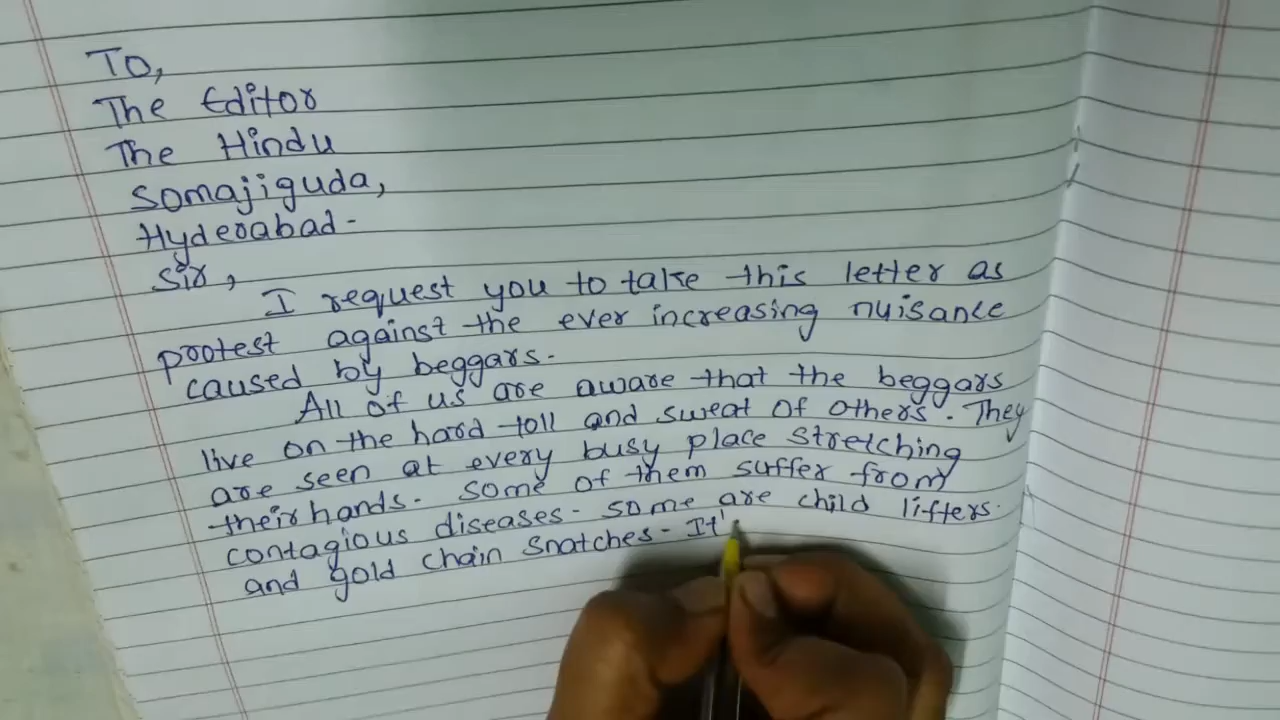 To,
The Editor
The Hindu
Somajiguda,
Hyderabad-
Sir,
I request you to take this letter as
protest against the ever increasing nuisance
caused by beggars.
All of us are aware that the beggars
live on the hard toll and sweat of others. They
are seen at every busy place stretching
their hands. Some of them suffer from
contagious diseases. Some are child lifters.
and gold chain snatches. It'